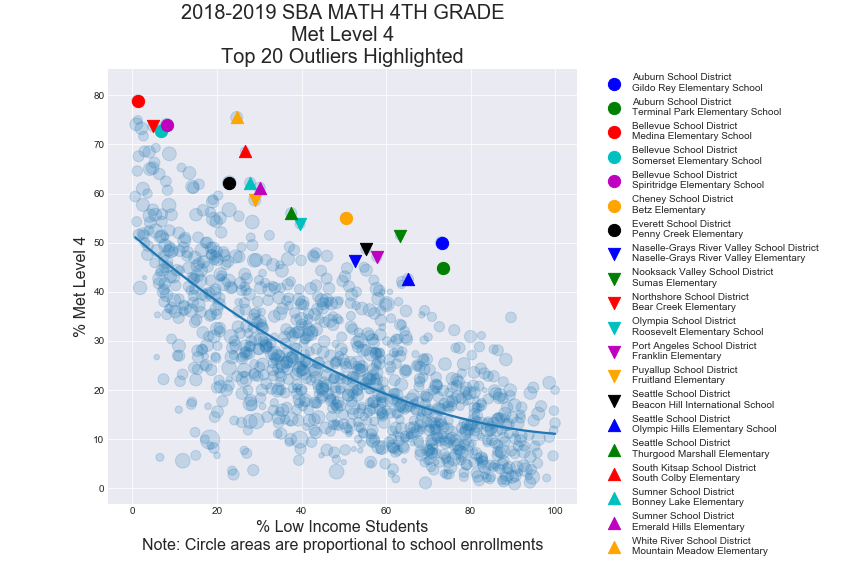 2018-2019 SBA MATH 4TH GRADE
Met Level 4
Top 20 Outliers Highlighted
% Met Level 4
80
70
60
50
40
30
20
10
0
0
20
40
60
80
100
% Low Income Students
Note: Circle areas are proportional to school enrollments
Auburn School District
Gildo Rey Elementary School
Auburn School District
Terminal Park Elementary School
Bellevue School District
Medina Elementary School
Bellevue School District
Somerset Elementary School
Bellevue School District
Spiritridge Elementary School
Cheney School District
Betz Elementary
Everett School District
Penny Creek Elementary
Naselle-Grays River Valley School District
Naselle-Grays River Valley Elementary
Nooksack Valley School District
Sumas Elementary
Northshore School District
Bear Creek Elementary
Olympia School District
Roosevelt Elementary School
Port Angeles School District
Franklin Elementary
Puyallup School District
Fruitland Elementary
Seattle School District
Beacon Hill International School
Seattle School District
Olympic Hills Elementary School
Seattle School District
Thurgood Marshall Elementary
South Kitsap School District
South Colby Elementary
Sumner School District
Bonney Lake Elementary
Sumner School District
Emerald Hills Elementary
White River School District
Mountain Meadow Elementary